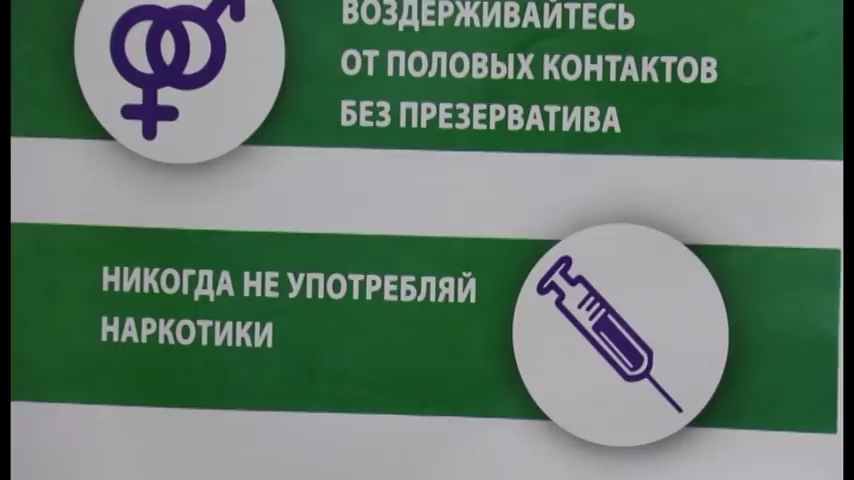 ВОЗДЕРЖИВАЙТЕСЬ
ОТ ПОЛОВЫХ КОНТАКТОВ
БЕЗ ПРЕЗЕРВАТИВА
НИКОГДА НЕ УПОТРЕБЛЯЙ
НАРКОТИКИ